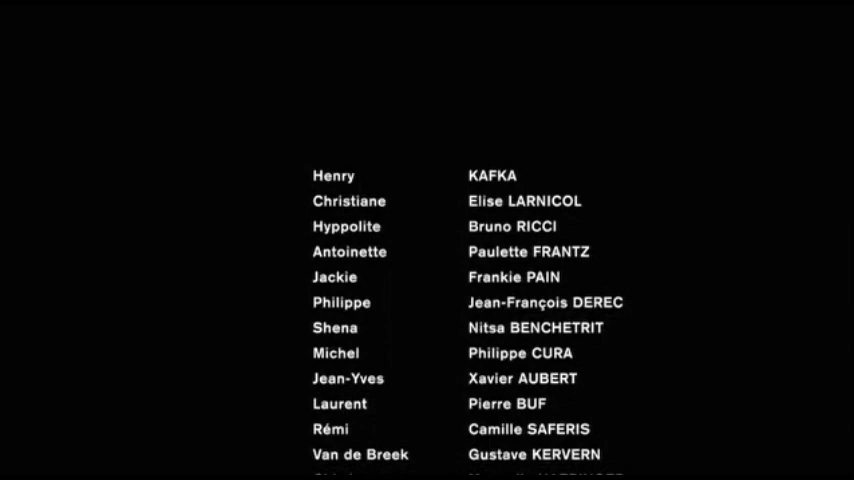 Henry KAFKA
Christiane Elise LARNICOL
Hyppolite Bruno RICCI
Antoinette Paulette FRANTZ
Jackie Frankie PAIN
Philippe Jean-François DEREC
Shena Nitsa BENCHETRIT
Michel Philippe CURA
Jean-Yves Xavier AUBERT
Laurent Pierre BUF
Rémi Camille SAFERIS
Van de Breek Gustave KERVERN